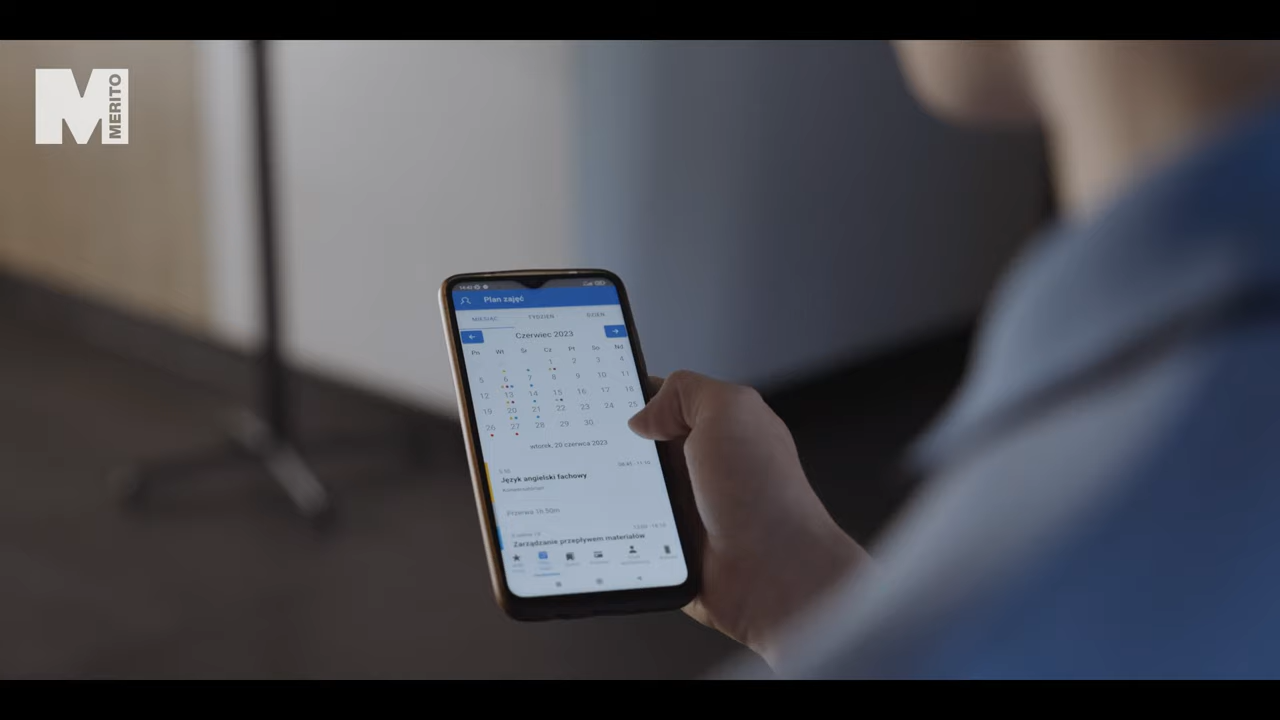 M MERITO
Plan zajęć
MIESIĄC TYDZIEŃ DZIEŃ
Czerwiec 2023
Pn Wt Śr Cz Pt So Nd
1 2 3 4
5 6 7 8 9 10 11
12 13 14 15 16 17 18
19 20 21 22 23 24 25
26 27 28 29 30
wtorek, 20 czerwca 2023
Język angielski fachowy
Przerwa 1h 30m
Zarządzanie przepływem materiałów